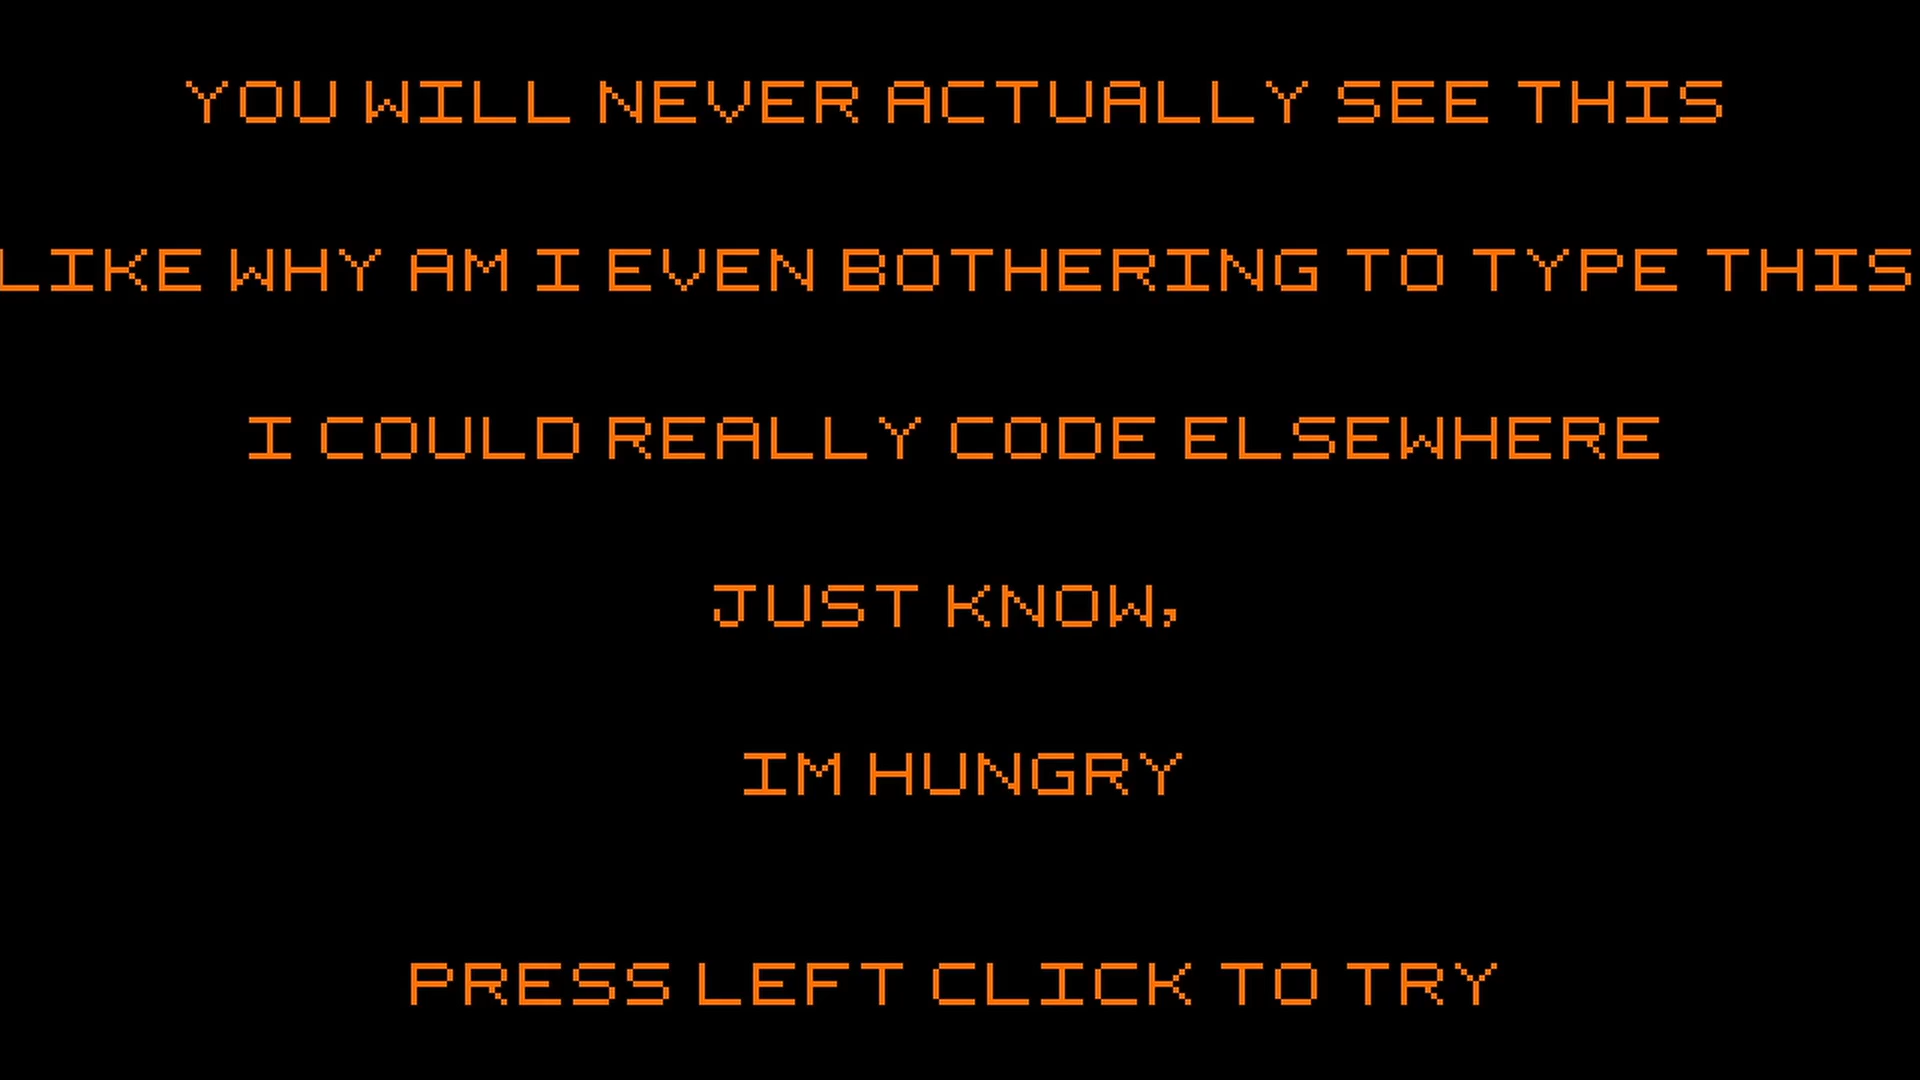 YOU WILL NEVER ACTUALLY SEE THIS
LIKE WHY AM I EVEN BOTHERING TO TYPE THIS
I COULD REALLY CODE ELSEWHERE
JUST KNOW,
IM HUNGRY
PRESS LEFT CLICK TO TRY